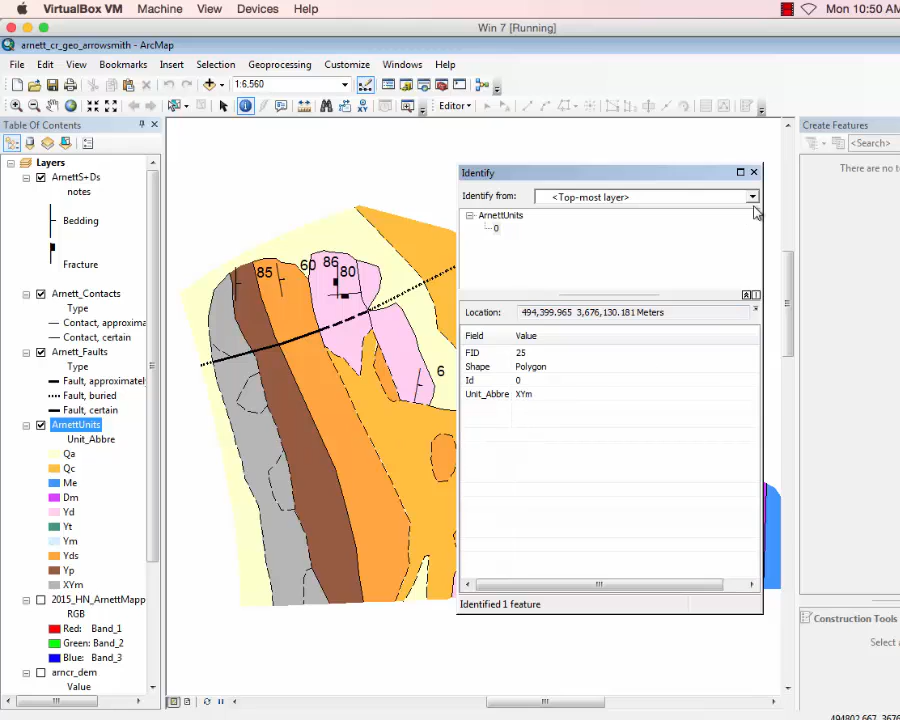 VirtualBox VM Machine View Devices Help Mon 10:50 AM
Win 7 [Running]
arnett_cr_geo_arrowsmith - ArcMap
File Edit View Bookmarks Insert Selection Geoprocessing Customize Windows Help
1:6,560
Editor
Table Of Contents
Layers
ArnettS+Ds
notes
Bedding
Fracture
Arnett_Contacts
Type
Contact, approxima
Contact, certain
Arnett_Faults
Type
Fault, approximately
Fault, buried
Fault, certain
ArnettUnits
Unit_Abbre
Qa
Qc
Me
Dm
Yd
Yt
Ym
Yds
Yp
XYm
2015_HN_ArnettMapp
RGB
Red: Band_1
Green: Band_2
Blue: Band_3
arncr_dem
Value
85 60 86
80
6
Identify
Identify from: <Top-most layer>
ArnettUnits
0
Location: 494,399.965 3,676,130.181 Meters
Field Value
FID 25
Shape Polygon
Id 0
Unit_Abbre XYm
Identified 1 feature
Create Features
<Search>
There are no t
Construction Tools
Select a
494802.667 3676